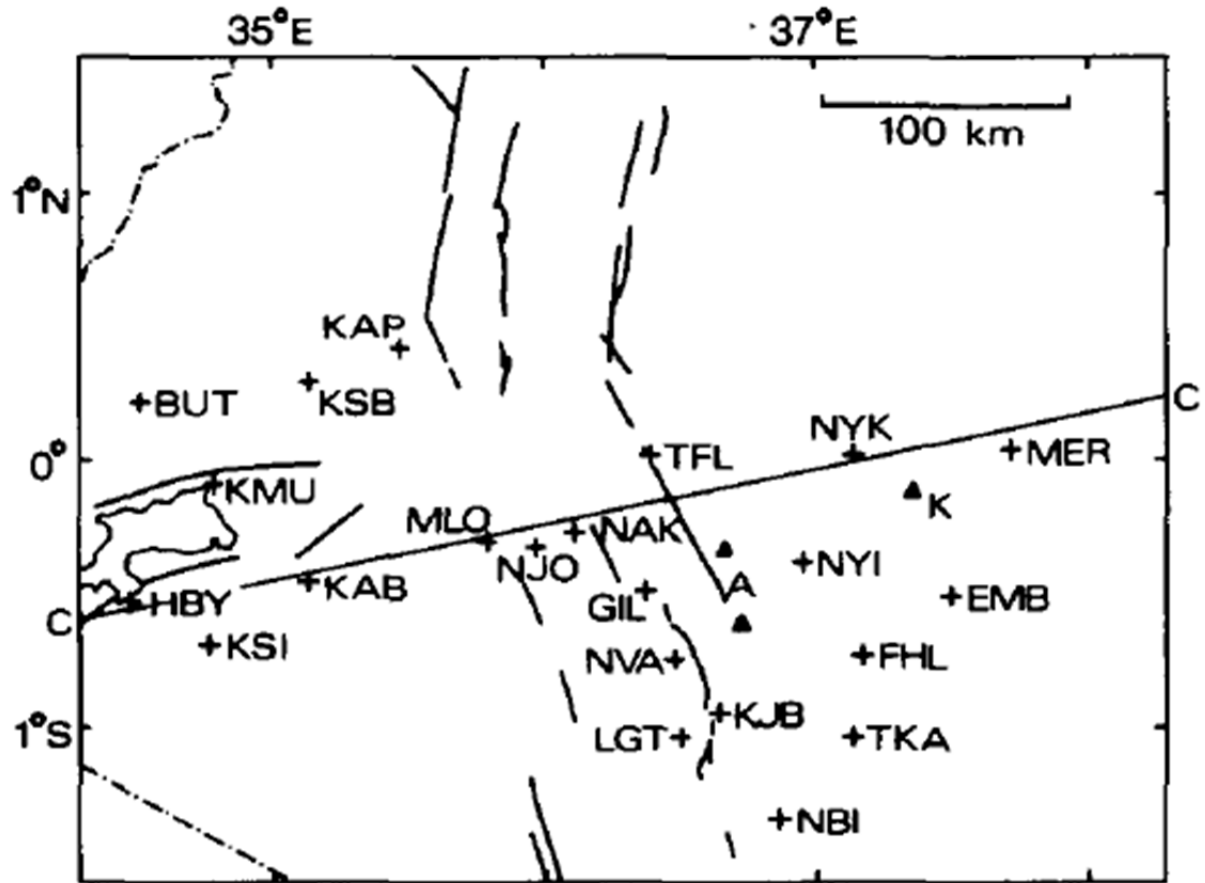 35°E 37°E
100 km
1°N
KAP
BUT
KSB
C
NYK
0°
TFL
MER
KMU
K
MLO
NAK
NJO
NYI
KAB
A
EMB
HBY
GIL
C
KSI
NVA
FHL
KJB
1°S
LGT
TKA
NBI